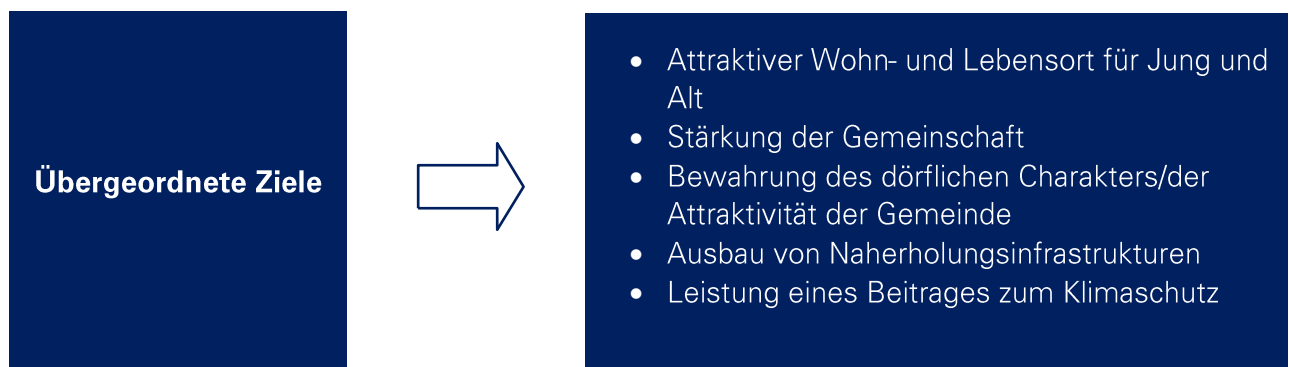 Übergeordnete Ziele
• Attraktiver Wohn- und Lebensort für Jung und
Alt
• Stärkung der Gemeinschaft
• Bewahrung des dörflichen Charakters/der
Attraktivität der Gemeinde
• Ausbau von Naherholungsinfrastrukturen
• Leistung eines Beitrages zum Klimaschutz